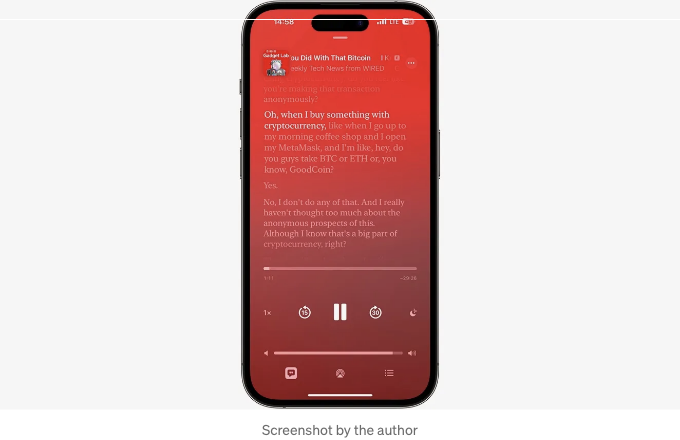 14:58 LTE
Gadget Lab
ou Did With That Bitcoin
eekly Tech News from WIRED
you're making that transaction
anonymously?
Oh, when I buy something with
cryptocurrency, like when I go up to
my morning coffee shop and I open
my MetaMask, and I'm like, hey, do
you guys take BTC or ETH or, you
know, GoodCoin?
Yes.
No, I don't do any of that. And I really
haven't thought too much about the
anonymous prospects of this.
Although I know that's a big part of
cryptocurrency, right?
1:11
1x
15
30
Screenshot by the author